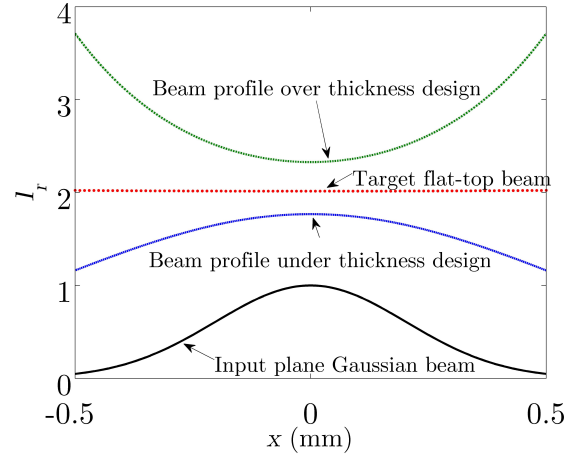 4
Beam profile over thickness design
3
Target flat-top beam
I_r
2
Beam profile under thickness design
1
Input plane Gaussian beam
0
-0.5 0 0.5
x (mm)